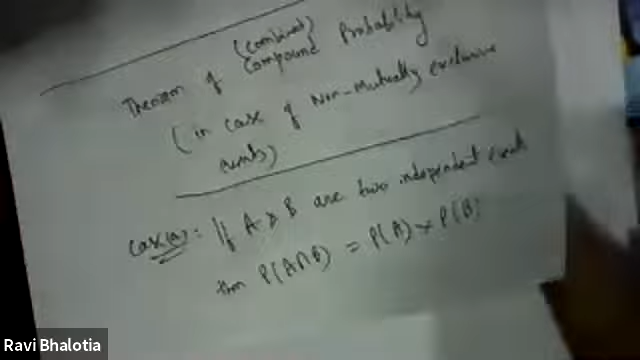 (Combined)
Theorem of Compound Probability
(in case of Non-Mutually exclusive
events)
Case(a): If A & B are two independent event
then P(A∩B) = P(A) × P(B)
Ravi Bhalotia